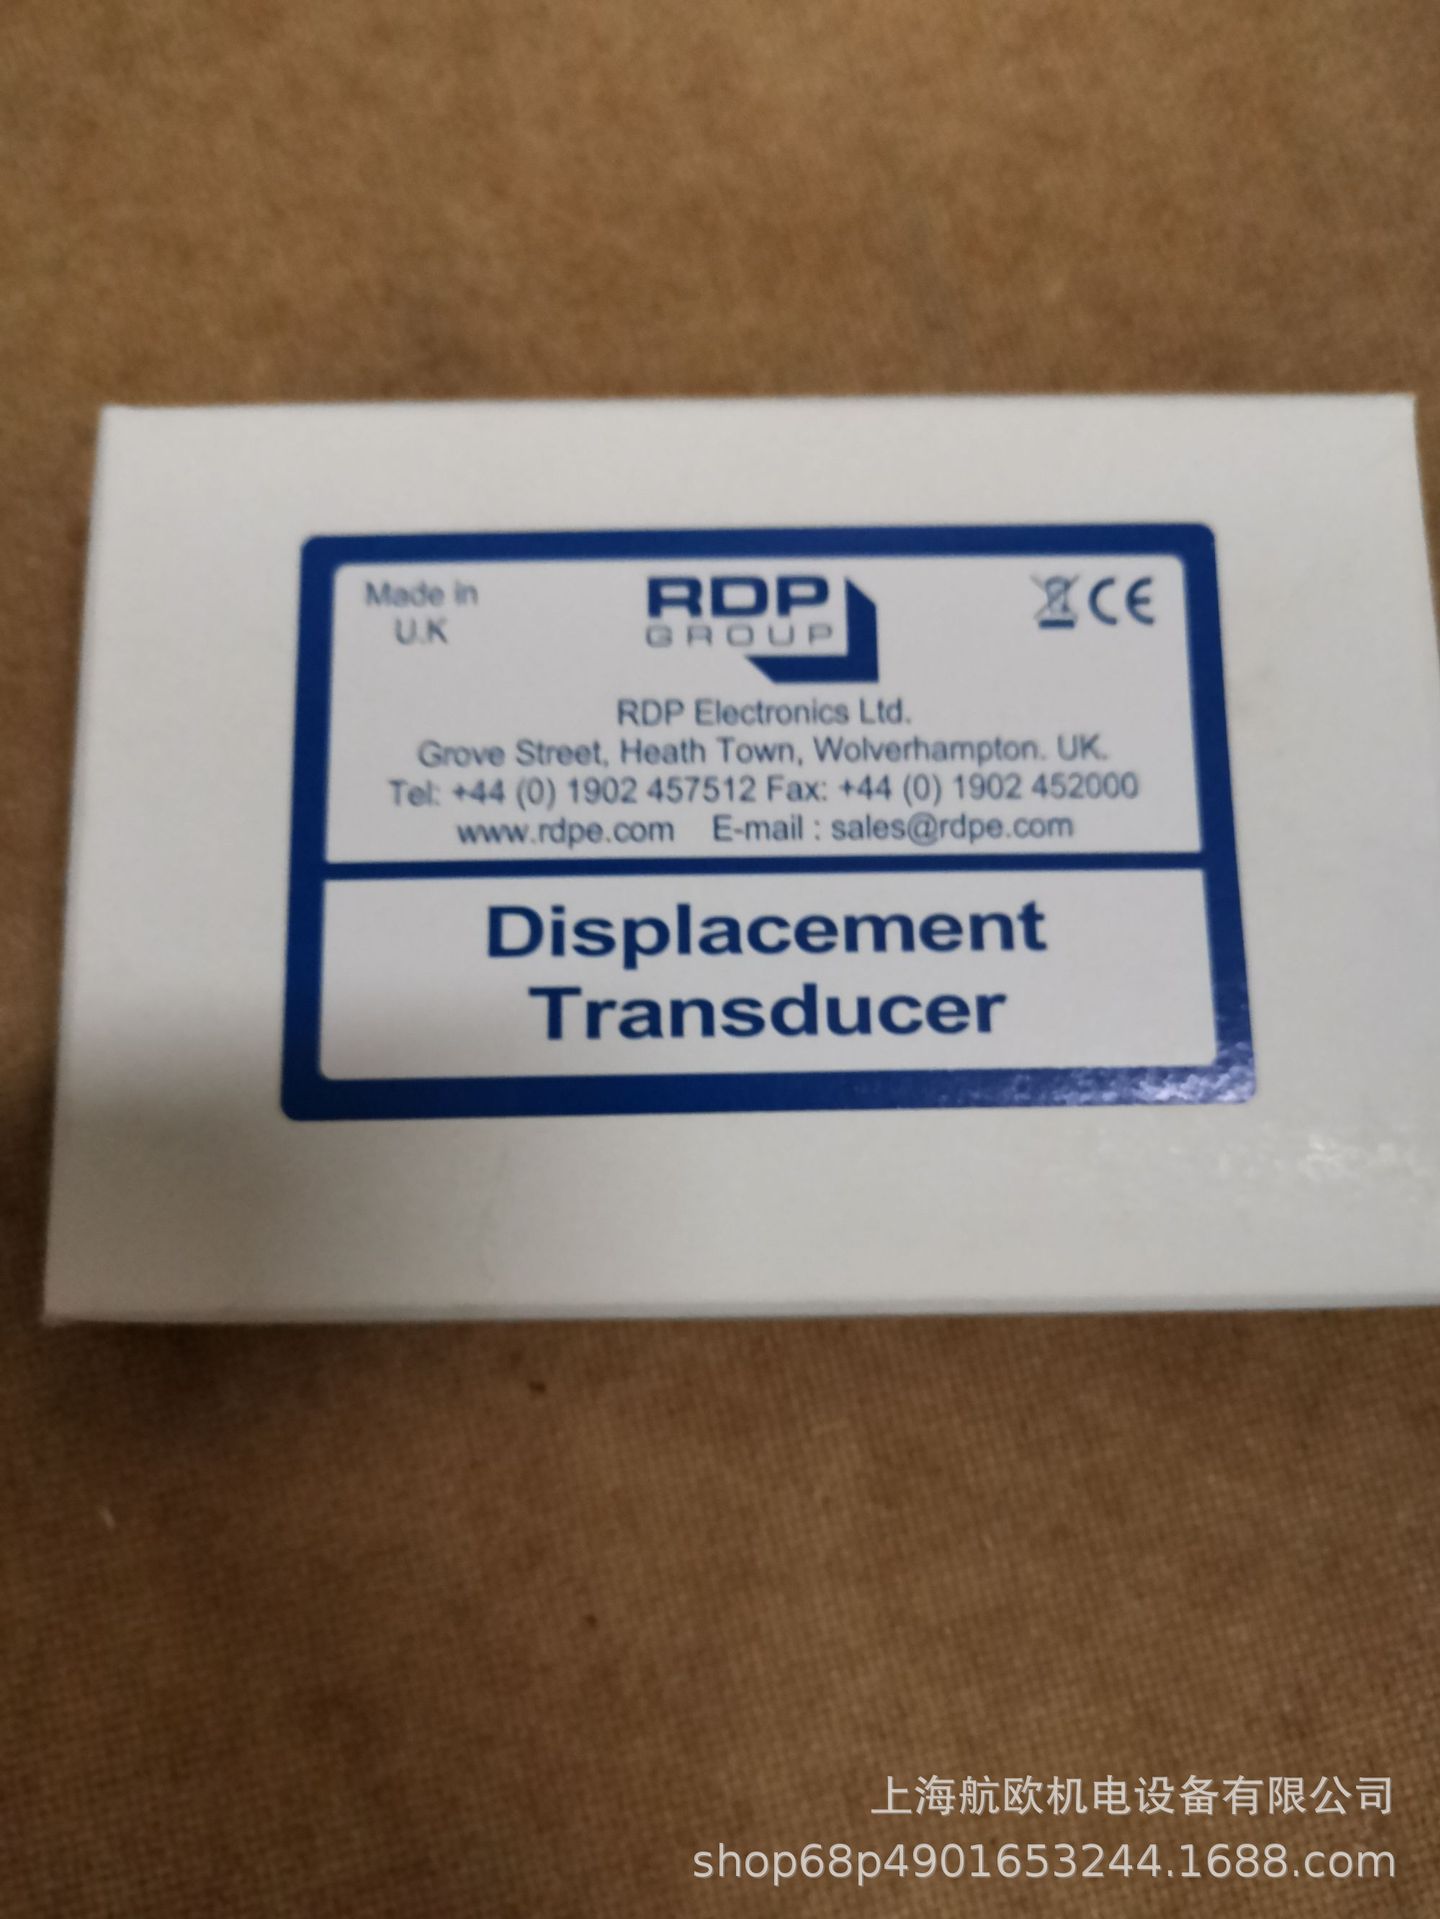 Made in
U.K
RDP
GROUP
CE
RDP Electronics Ltd.
Grove Street, Heath Town, Wolverhampton. UK.
Tel: +44 (0) 1902 457512 Fax: +44 (0) 1902 452000
www.rdpe.com E-mail : sales@rdpe.com
Displacement
Transducer
上海航欧机电设备有限公司
shop68p4901653244.1688.com